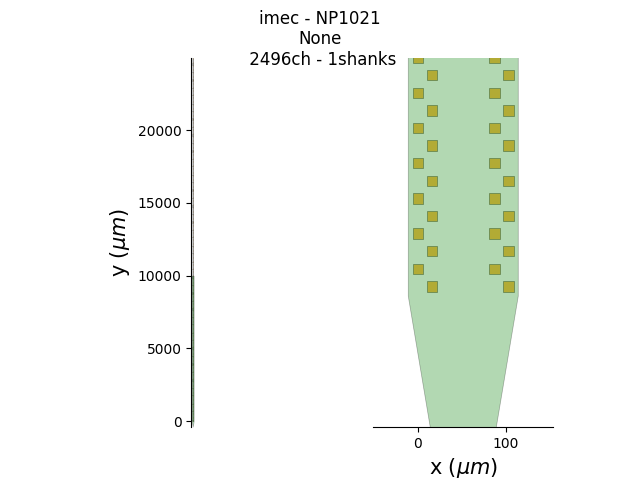 imec - NP1021
None
2496ch - 1shanks
20000
15000
10000
5000
0
y (μm)
0 100
x (μm)